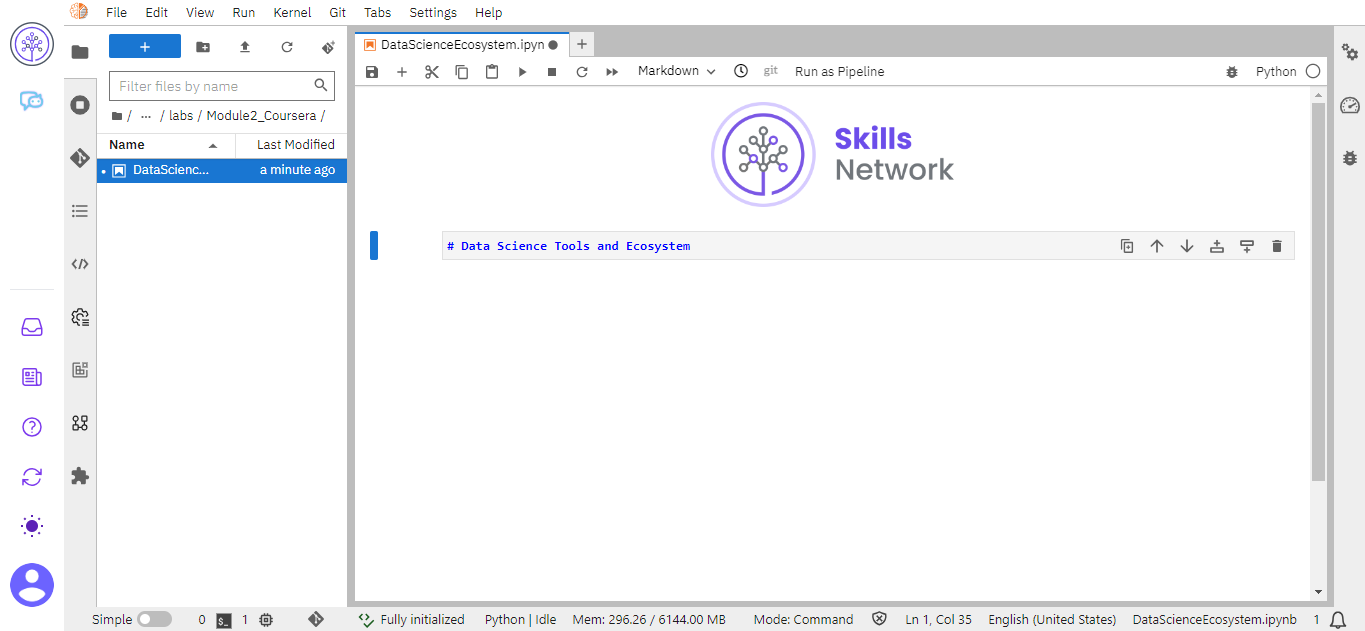 File Edit View Run Kernel Git Tabs Settings Help
+
Filter files by name
/ ... / labs / Module2_Coursera /
Name Last Modified
DataScienc... a minute ago
DataScienceEcosystem.ipyn
Markdown git Run as Pipeline Python
Skills
Network
# Data Science Tools and Ecosystem
Simple 0 $_ 1 Fully initialized Python | Idle Mem: 296.26 / 6144.00 MB Mode: Command Ln 1, Col 35 English (United States) DataScienceEcosystem.ipynb 1